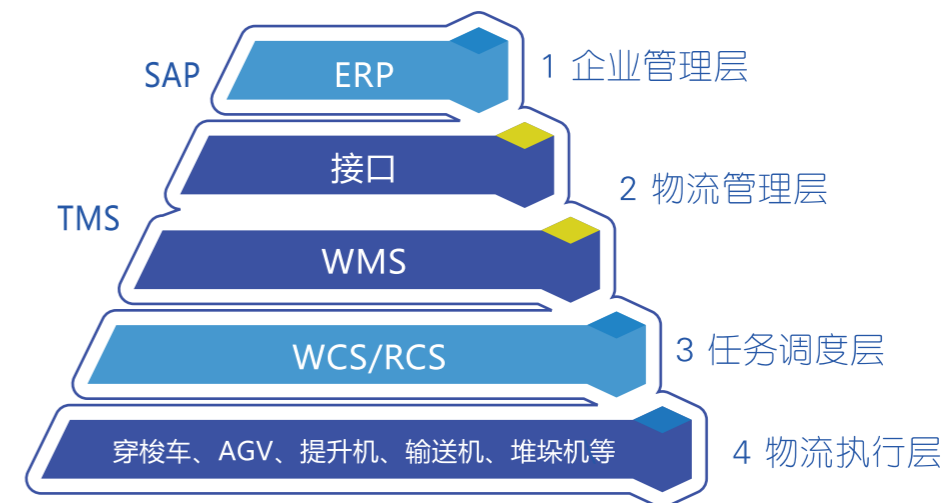 SAP
ERP
1 企业管理层
接口
2 物流管理层
TMS
WMS
WCS/RCS
3 任务调度层
穿梭车、AGV、提升机、输送机、堆垛机等
4 物流执行层